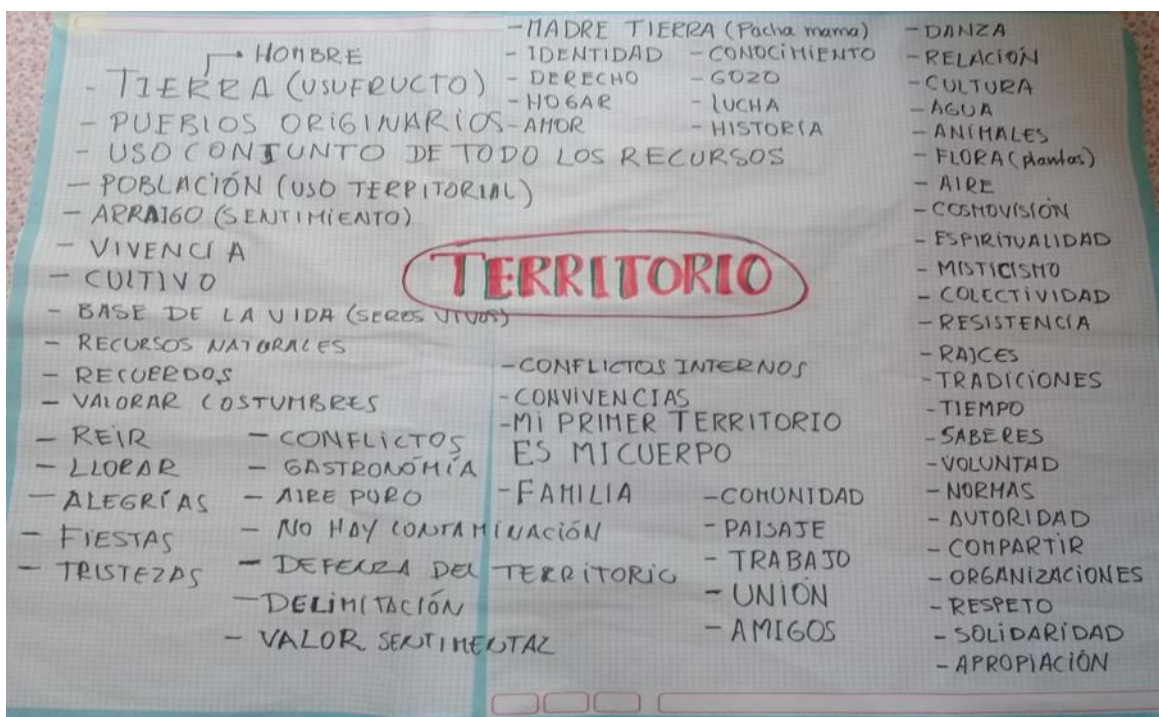 HOMBRE
- TIERRA (USUFRUCTO)
- PUEBLOS ORIGINARIOS
- USO CONJUNTO DE TODO LOS RECURSOS
- POBLACIÓN (USO TERRITORIAL)
- ARRAIGO (SENTIMIENTO)
- VIVENCIA
- CULTIVO
- BASE DE LA VIDA (SERES VIVOS)
- RECURSOS NATURALES
- RECUERDOS
- VALORAR COSTUMBRES
- REIR
- LLORAR
- ALEGRÍAS
- FIESTAS
- TRISTEZAS
- CONFLICTOS
- GASTRONOMÍA
- AIRE PURO
- NO HAY CONTAMINACIÓN
- DEFENZA DEL TERRITORIO
- DELIMITACIÓN
- VALOR SENTIMENTAL
- MADRE TIERRA (Pacha mama)
- IDENTIDAD
- DERECHO
- HOGAR
- AMOR
- CONOCIMIENTO
- GOZO
- LUCHA
- HISTORIA
TERRITORIO
- CONFLICTOS INTERNOS
- CONVIVENCIAS
- MI PRIMER TERRITORIO
ES MI CUERPO
- FAMILIA
- COMUNIDAD
- PAISAJE
- TRABAJO
- UNIÓN
- AMIGOS
- DANZA
- RELACIÓN
- CULTURA
- AGUA
- ANIMALES
- FLORA (plantas)
- AIRE
- COSMOVISIÓN
- ESPIRITUALIDAD
- MISTICISMO
- COLECTIVIDAD
- RESISTENCIA
- RAICES
- TRADICIONES
- TIEMPO
- SABERES
- VOLUNTAD
- NORMAS
- AUTORIDAD
- COMPARTIR
- ORGANIZACIONES
- RESPETO
- SOLIDARIDAD
- APROPIACIÓN